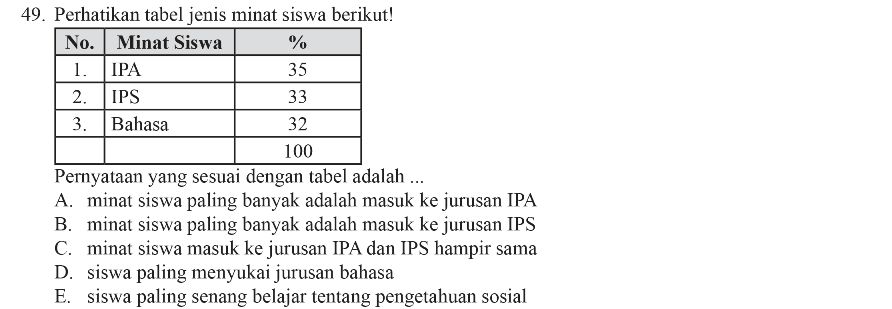 49. Perhatikan tabel jenis minat siswa berikut!
No. Minat Siswa %
1. IPA 35
2. IPS 33
3. Bahasa 32
100
Pernyataan yang sesuai dengan tabel adalah ...
A. minat siswa paling banyak adalah masuk ke jurusan IPA
B. minat siswa paling banyak adalah masuk ke jurusan IPS
C. minat siswa masuk ke jurusan IPA dan IPS hampir sama
D. siswa paling menyukai jurusan bahasa
E. siswa paling senang belajar tentang pengetahuan sosial